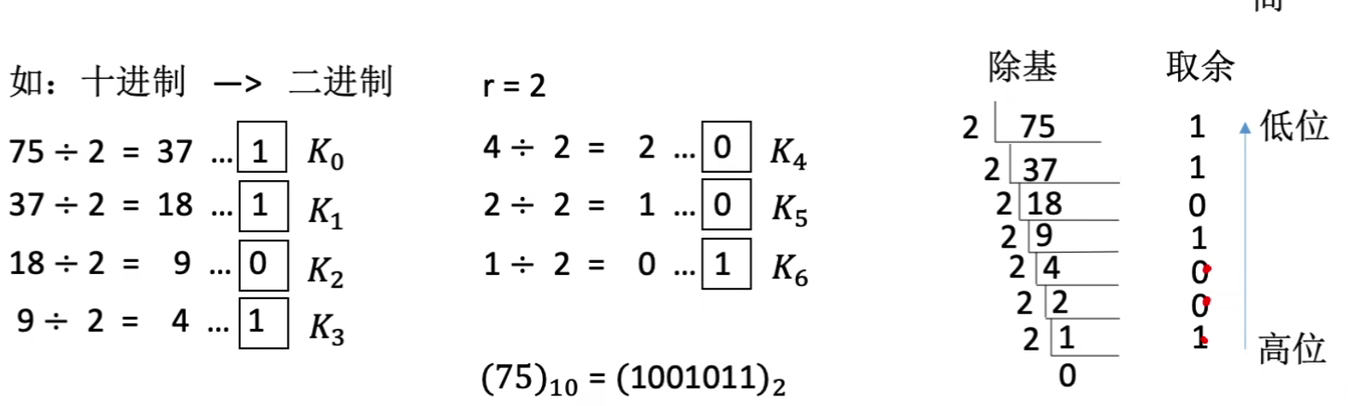 如：十进制 —> 二进制
75 ÷ 2 = 37 ... 1 K₀
37 ÷ 2 = 18 ... 1 K₁
18 ÷ 2 = 9 ... 0 K₂
9 ÷ 2 = 4 ... 1 K₃
r = 2
4 ÷ 2 = 2 ... 0 K₄
2 ÷ 2 = 1 ... 0 K₅
1 ÷ 2 = 0 ... 1 K₆
(75)₁₀ = (1001011)₂
除基 取余
2 75 1 低位
2 37 1
2 18 0
2 9 1
2 4 0
2 2 0
2 1 1 高位
0